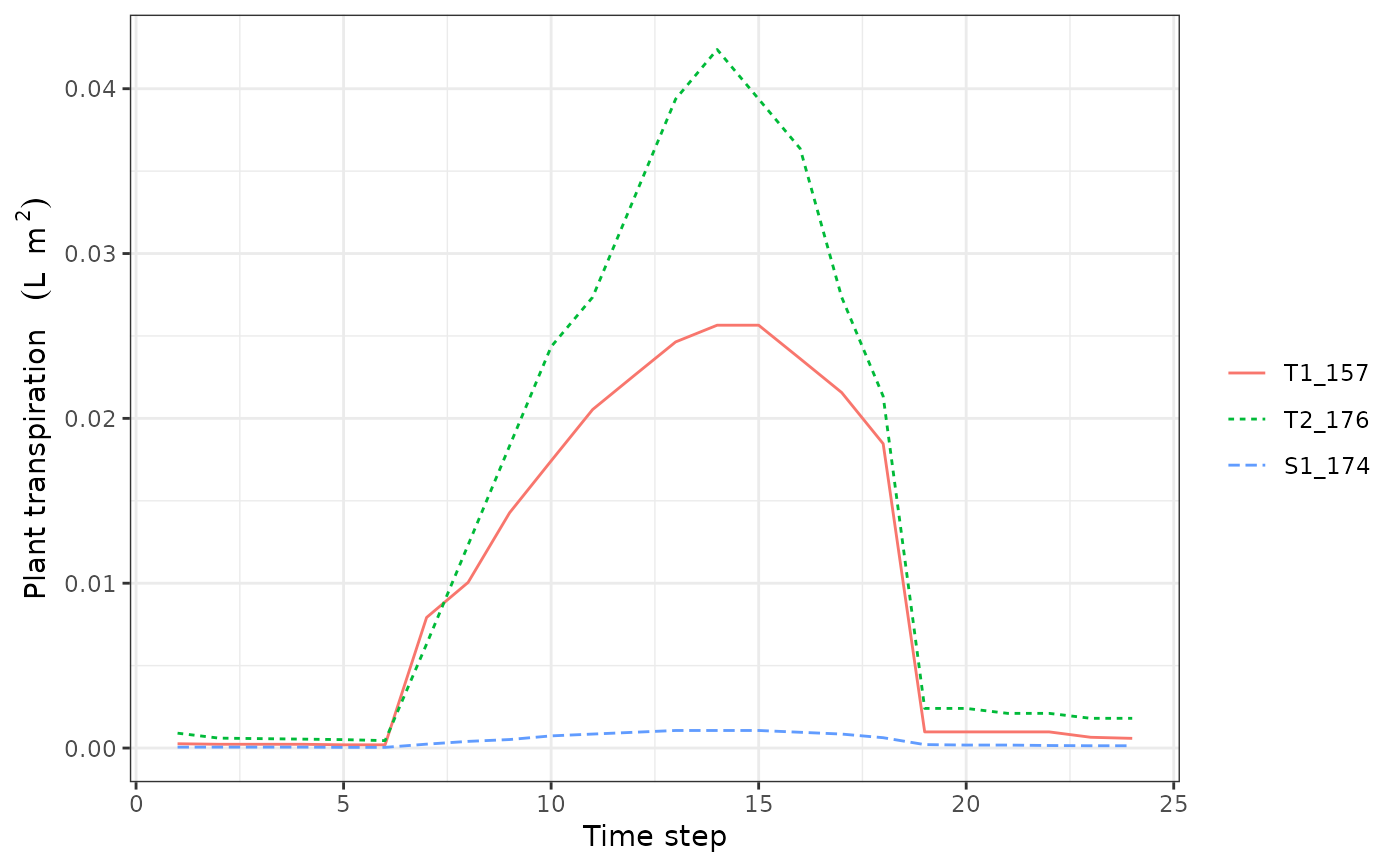 Plant transpiration (L m²)
0.04
0.03
0.02
0.01
0.00
0 5 10 15 20 25
Time step
T1_157
T2_176
S1_174